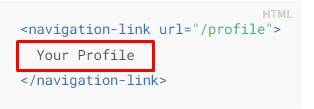 HTML
<navigation-link url="/profile">
Your Profile
</navigation-link>